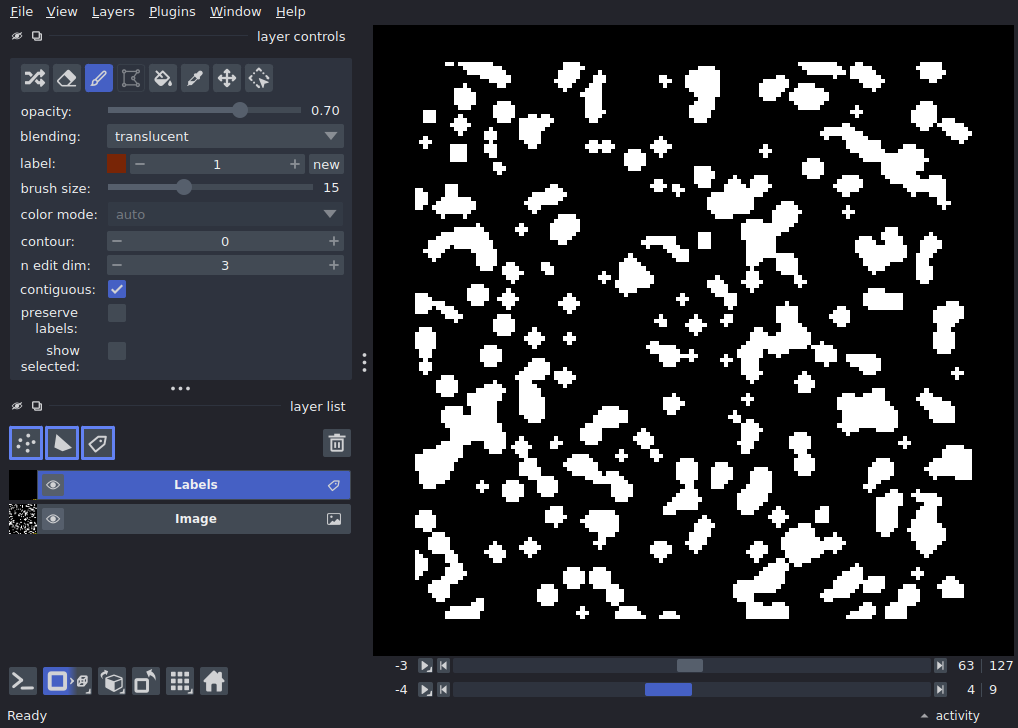 File View Layers Plugins Window Help
layer controls
opacity: 0.70
blending: translucent
label: 1 new
brush size: 15
color mode: auto
contour: 0
n edit dim: 3
contiguous:
preserve
labels:
show
selected:
layer list
Labels
Image
-3 63 127
-4 4 9
Ready activity